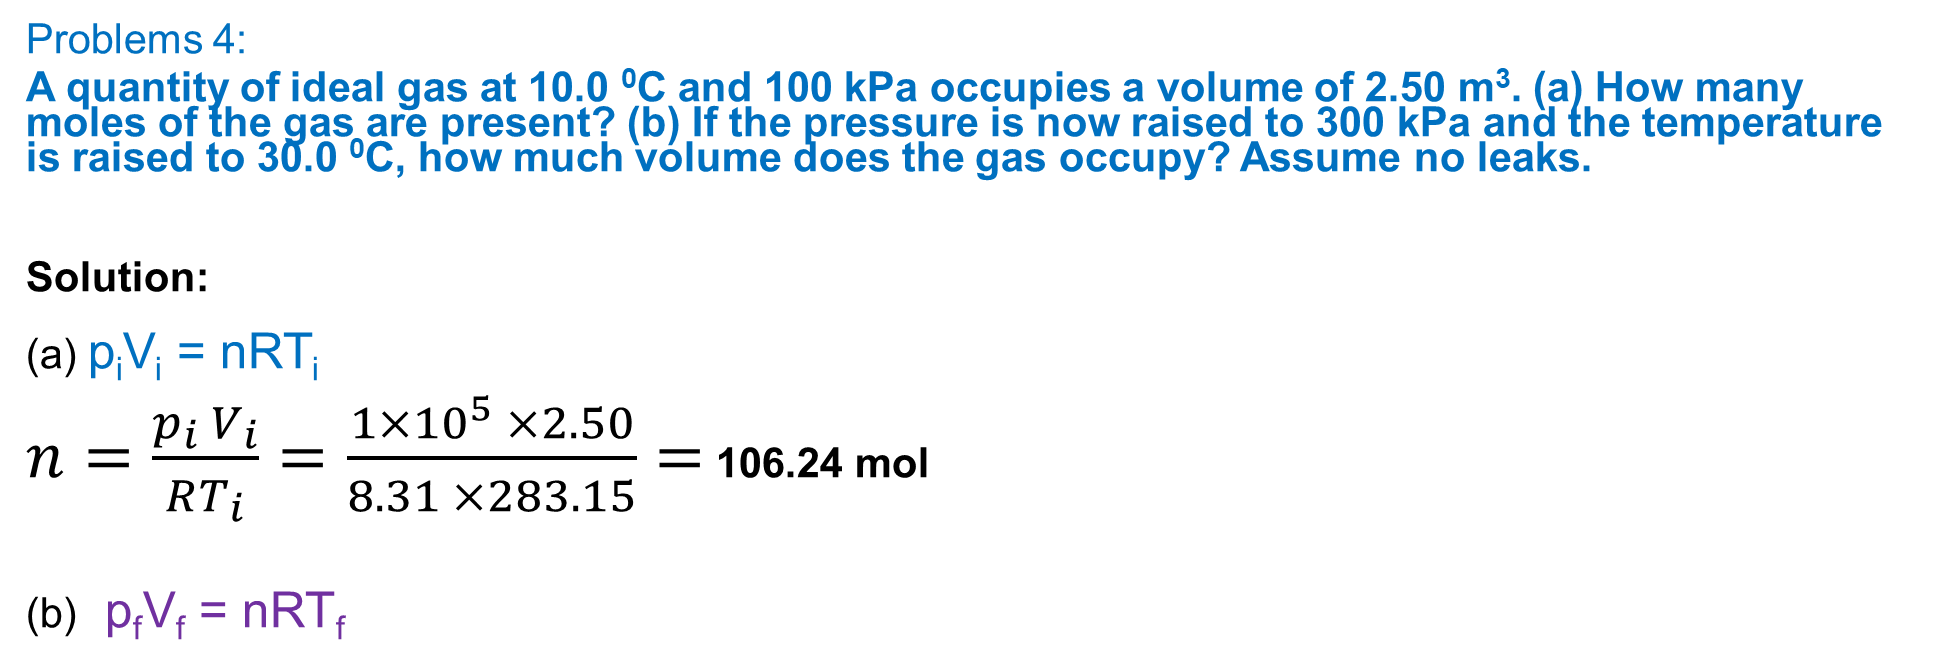 Problems 4:
A quantity of ideal gas at 10.0 ⁰C and 100 kPa occupies a volume of 2.50 m³. (a) How many
moles of the gas are present? (b) If the pressure is now raised to 300 kPa and the temperature
is raised to 30.0 ⁰C, how much volume does the gas occupy? Assume no leaks.
Solution:
(a) pᵢVᵢ = nRTᵢ
n = pᵢ Vᵢ / RTᵢ = 1×10⁵ ×2.50 / 8.31 ×283.15 = 106.24 mol
(b) p_fV_f = nRT_f